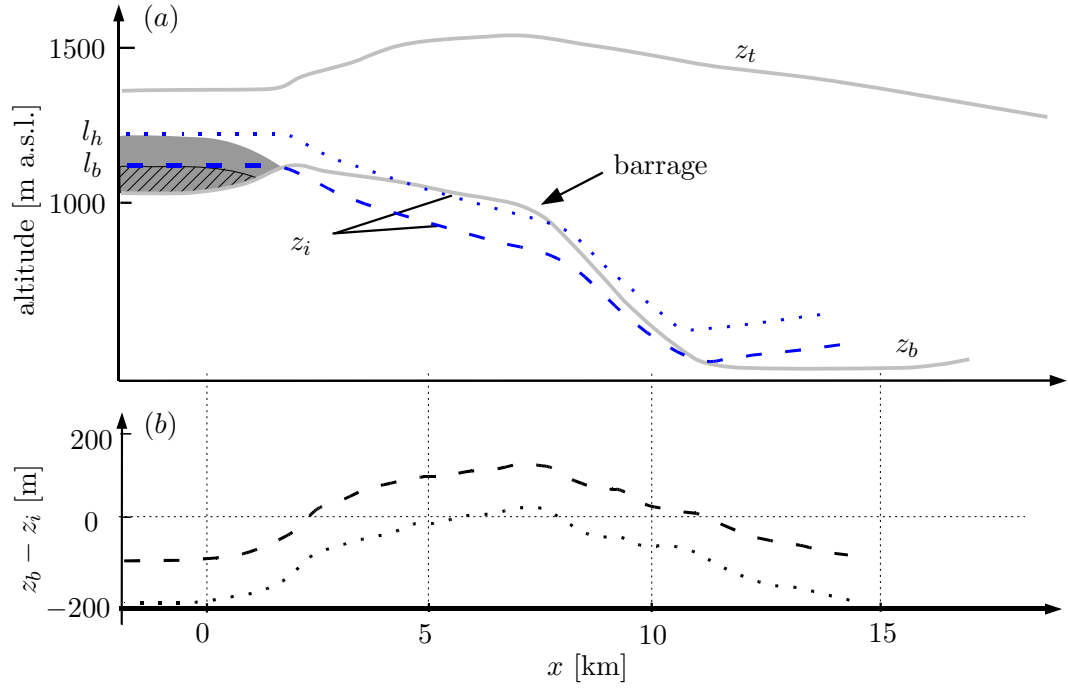 (a)
1500
z_t
l_h
l_b
barrage
1000
z_i
altitude [m a.s.l.]
z_b
(b)
200
0
−200
z_b − z_i [m]
0
5
10
15
x [km]